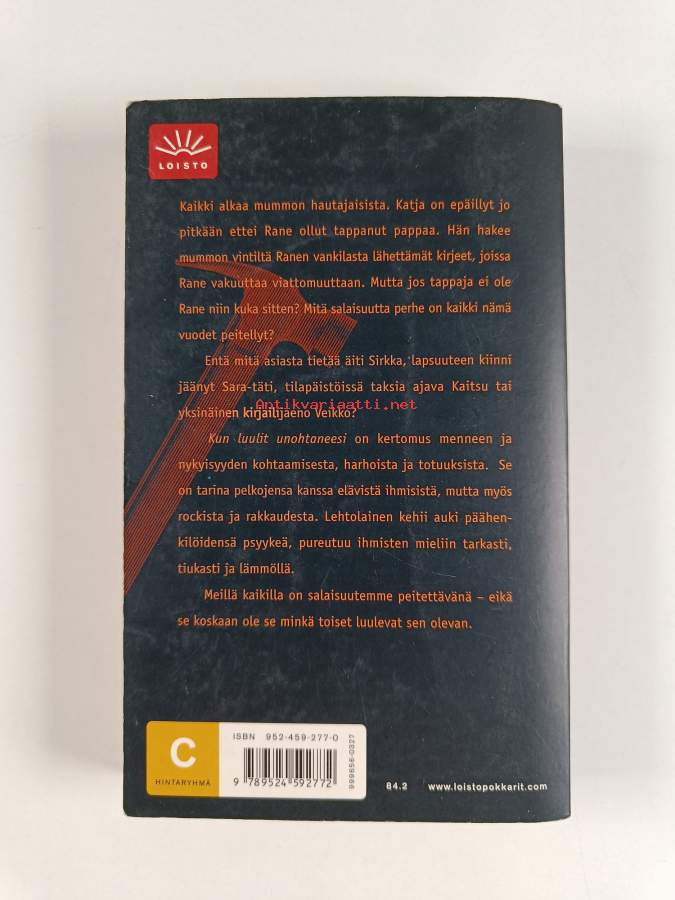 LOISTO
Kaikki alkaa mummon hautajaisista. Katja on epäillyt jo
pitkään ettei Rane ollut tappanut pappaa. Hän hakee
mummon vintiltä Ranen vankilasta lähettämät kirjeet, joissa
Rane vakuuttaa viattomuuttaan. Mutta jos tappaja ei ole
Rane niin kuka sitten? Mitä salaisuutta perhe on kaikki nämä
vuodet peitellyt?
Entä mitä asiasta tietää äiti Sirkka, lapsuuteen kiinni
jäänyt Sara-täti, tilapäistöissä taksia ajava Kaitsu tai
Antikvariaatti.net
yksinäinen kirjailijaeno Veikko?
Kun luulit unohtaneesi on kertomus menneen ja
nykyisyyden kohtaamisesta, harhoista ja totuuksista. Se
on tarina pelkojensa kanssa elävistä ihmisistä, mutta myös
rockista ja rakkaudesta. Lehtolainen kehii auki päähen-
kilöidensä psyykeä, pureutuu ihmisten mieliin tarkasti,
tiukasti ja lämmöllä.
Meillä kaikilla on salaisuutemme peitettävänä – eikä
se koskaan ole se minkä toiset luulevat sen olevan.
C
HINTARYHMÄ
ISBN 952-459-277-0
9 789524 592772
999656-0327
84.2 www.loistopokkarit.com